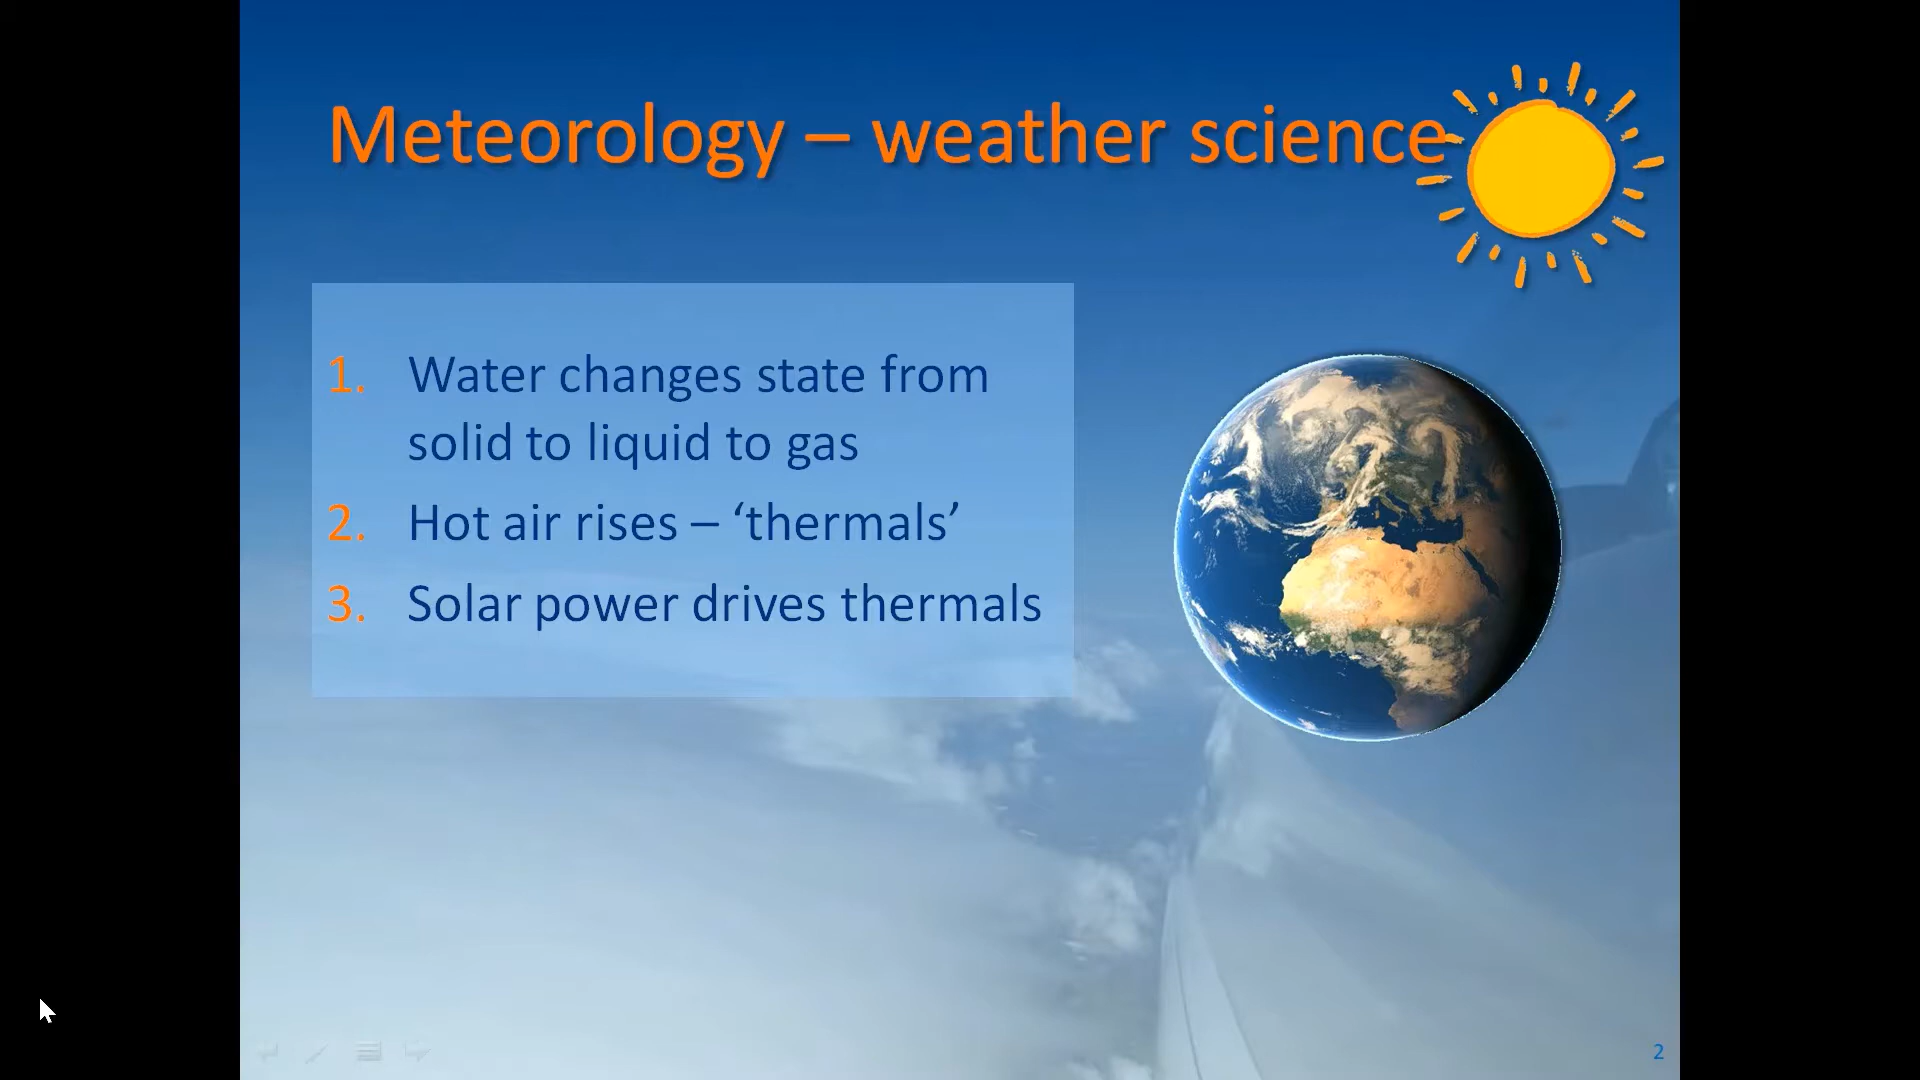 Meteorology – weather science
1. Water changes state from
solid to liquid to gas
2. Hot air rises – ‘thermals’
3. Solar power drives thermals
2